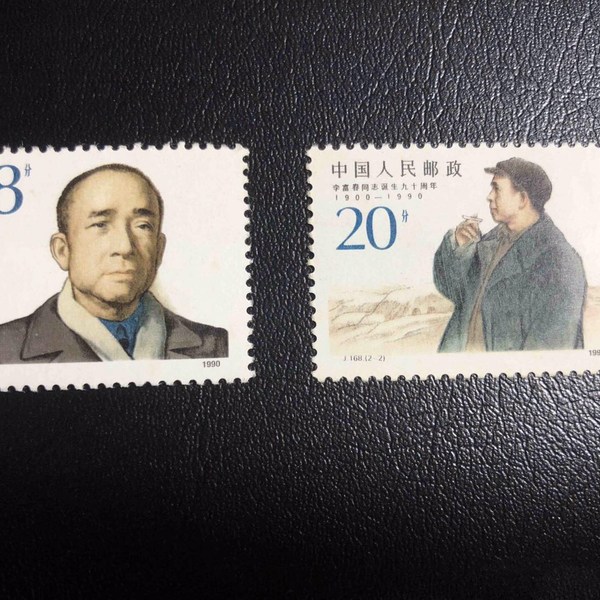 8分
1990
中国人民邮政
李富春同志诞生九十周年
1900—1990
20分
J.168.(2-2)
199